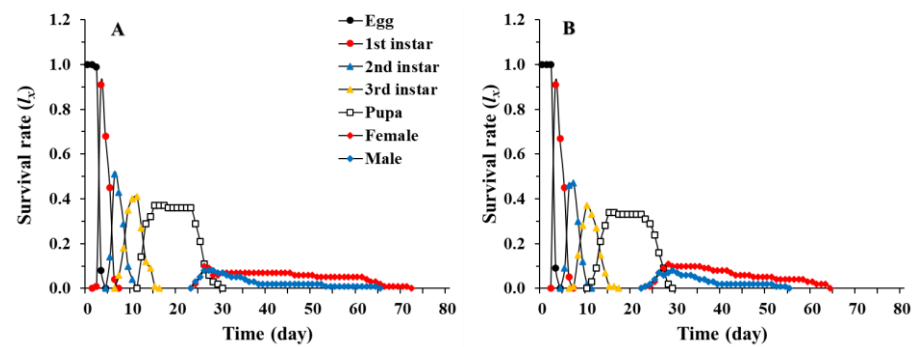 A
Survival rate (lx)
1.2
1.0
0.8
0.6
0.4
0.2
0.0
0 10 20 30 40 50 60 70 80
Time (day)
Egg
1st instar
2nd instar
3rd instar
Pupa
Female
Male
B
Survival rate (lx)
1.2
1.0
0.8
0.6
0.4
0.2
0.0
0 10 20 30 40 50 60 70 80
Time (day)